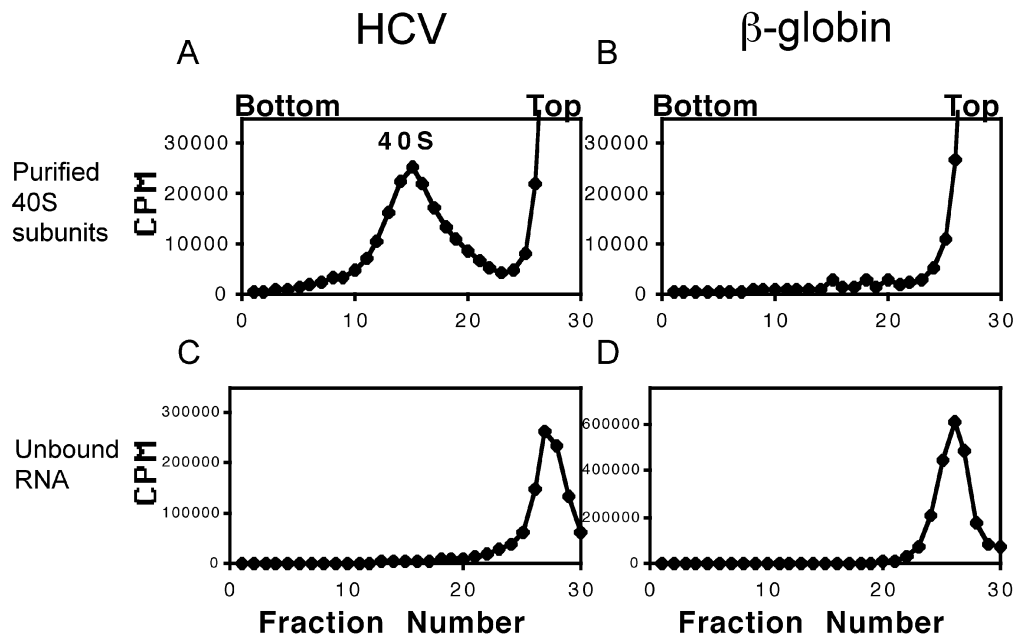 HCV
β-globin
A
B
Bottom
Top
Bottom
Top
40S
Purified
40S
subunits
CPM
30000
20000
10000
0
0
10
20
30
30000
20000
10000
0
0
10
20
30
C
D
Unbound
RNA
CPM
300000
200000
100000
0
0
10
20
30
600000
400000
200000
0
0
10
20
30
Fraction Number
Fraction Number